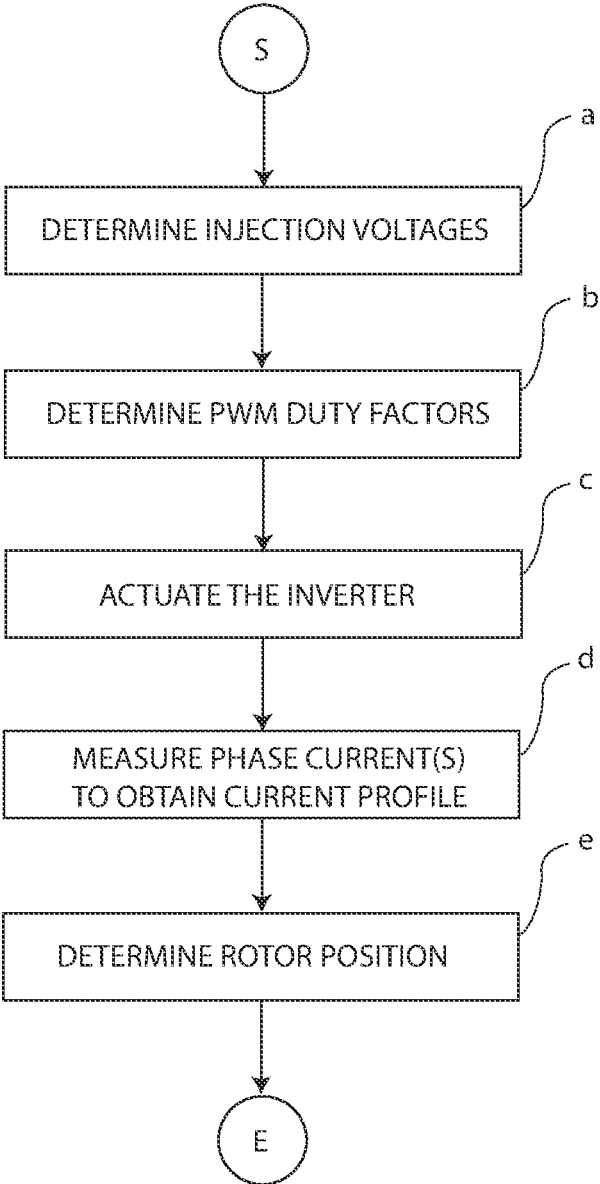 S
a
DETERMINE INJECTION VOLTAGES
b
DETERMINE PWM DUTY FACTORS
c
ACTUATE THE INVERTER
d
MEASURE PHASE CURRENT(S)
TO OBTAIN CURRENT PROFILE
e
DETERMINE ROTOR POSITION
E